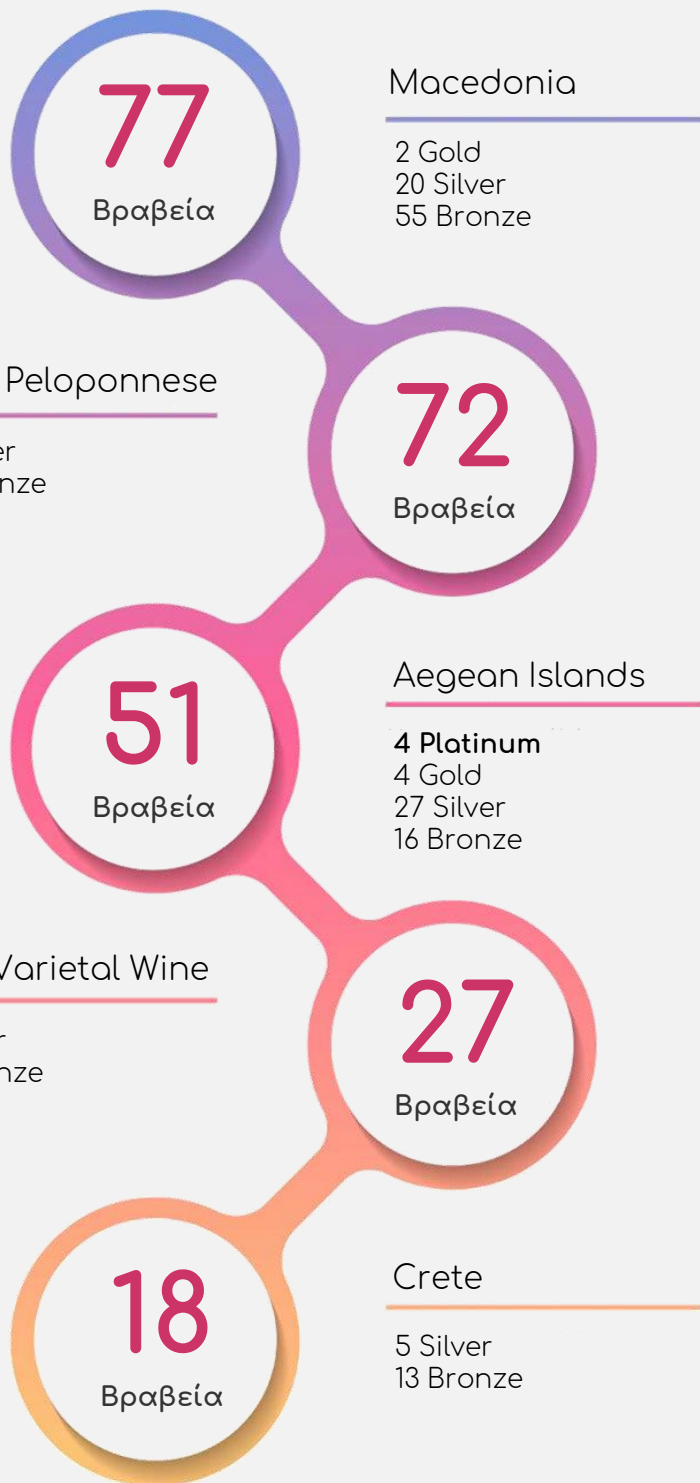 77
Βραβεία
Macedonia
2 Gold
20 Silver
55 Bronze
Peloponnese
72
Βραβεία
51
Βραβεία
Aegean Islands
4 Platinum
4 Gold
27 Silver
16 Bronze
Varietal Wine
27
Βραβεία
18
Βραβεία
Crete
5 Silver
13 Bronze